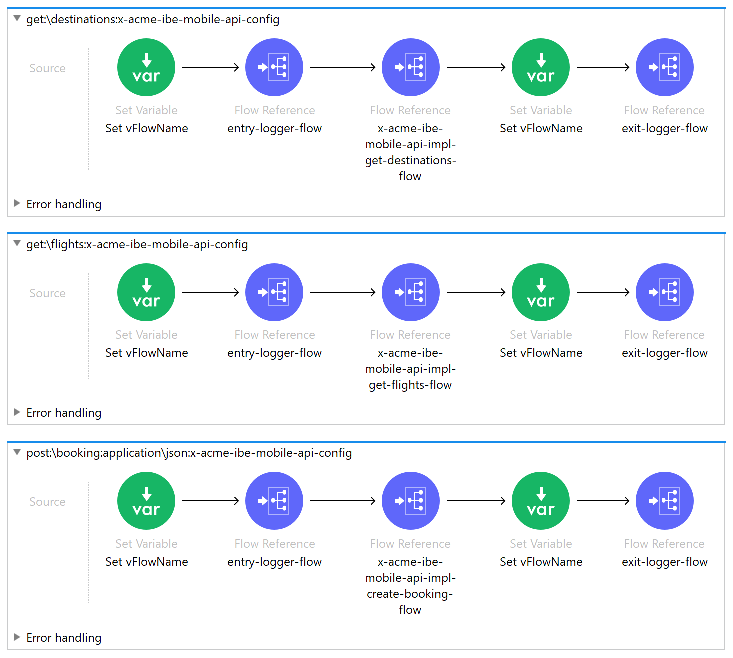 get:\destinations:x-acme-ibe-mobile-api-config
Source
var
var
Set Variable
Flow Reference
Flow Reference
Set Variable
Flow Reference
Set vFlowName
entry-logger-flow
x-acme-ibe-
mobile-api-impl-
get-destinations-
flow
Set vFlowName
exit-logger-flow
Error handling
get:\flights:x-acme-ibe-mobile-api-config
Source
var
var
Set Variable
Flow Reference
Flow Reference
Set Variable
Flow Reference
Set vFlowName
entry-logger-flow
x-acme-ibe-
mobile-api-impl-
get-flights-flow
Set vFlowName
exit-logger-flow
Error handling
post:\booking:application\json:x-acme-ibe-mobile-api-config
Source
var
var
Set Variable
Flow Reference
Flow Reference
Set Variable
Flow Reference
Set vFlowName
entry-logger-flow
x-acme-ibe-
mobile-api-impl-
create-booking-
flow
Set vFlowName
exit-logger-flow
Error handling